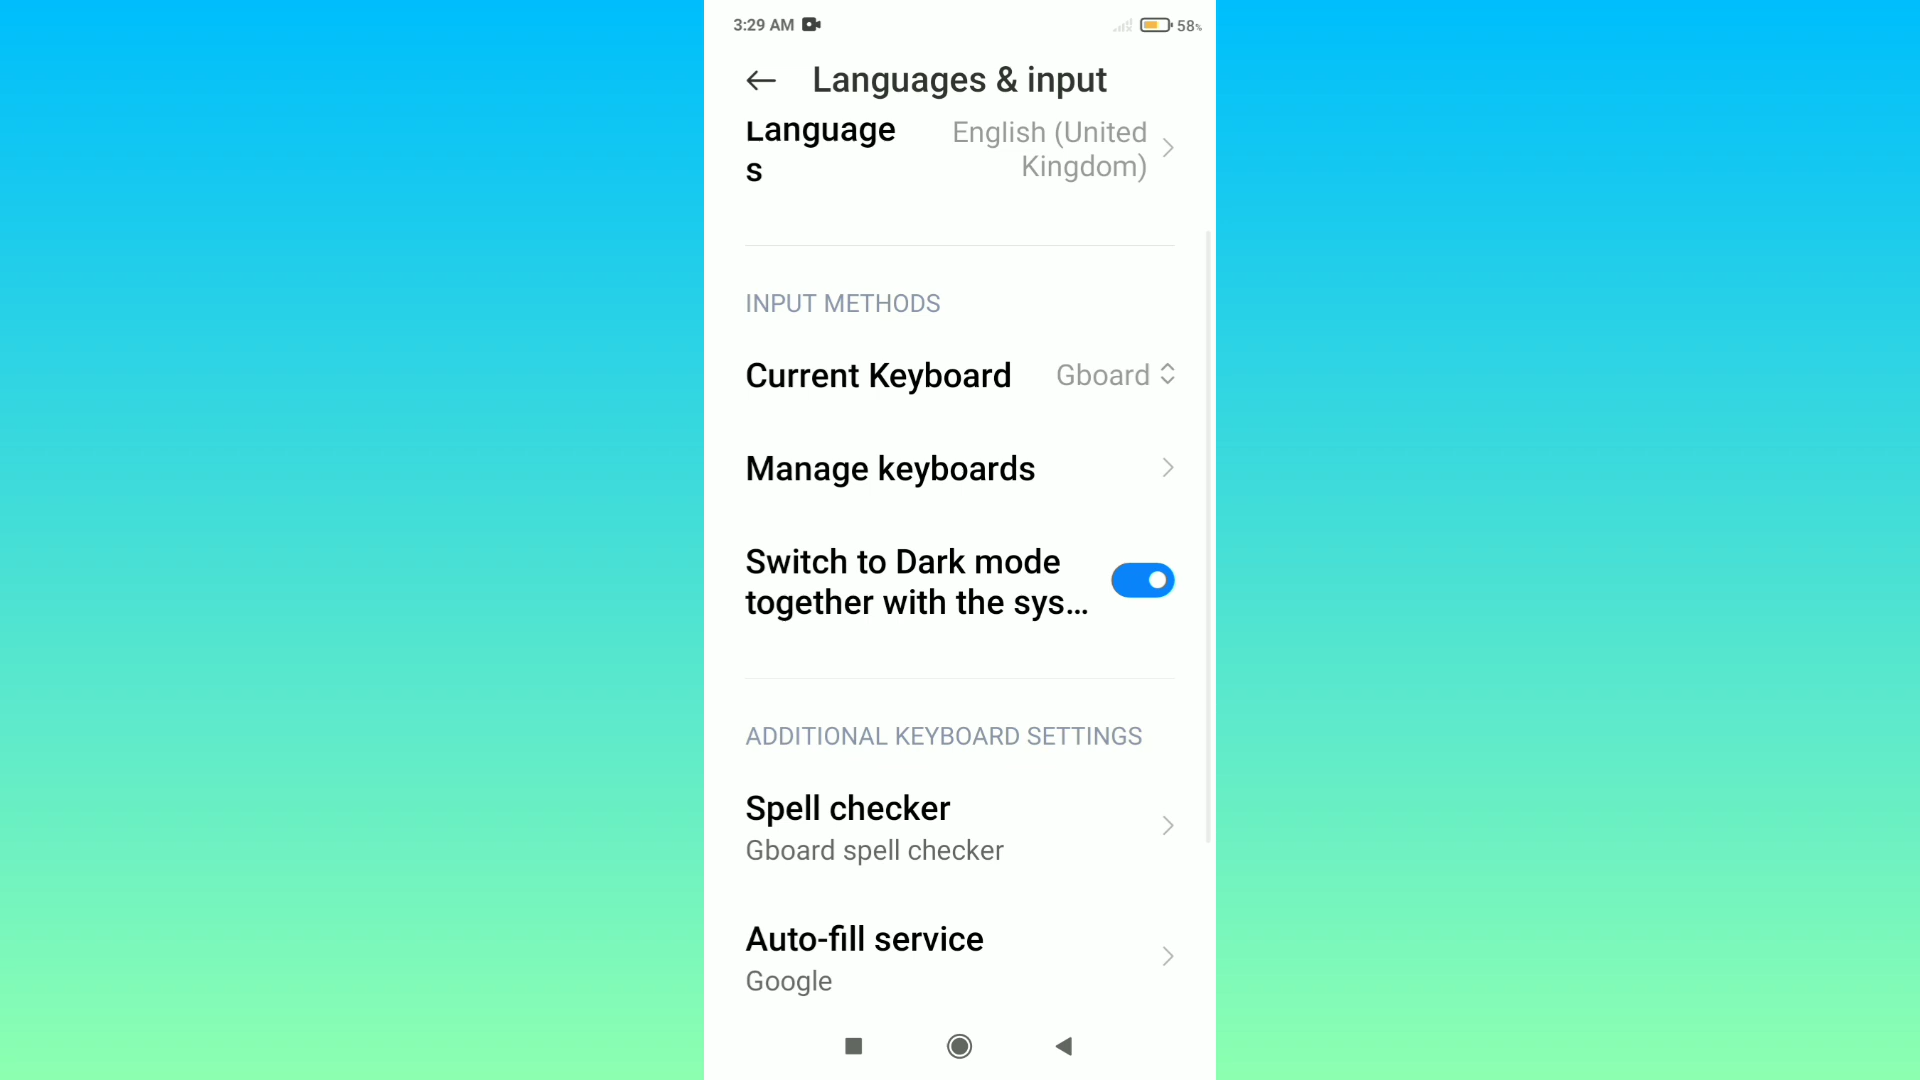 3:29 AM
58%
Languages & input
Language
s
English (United
Kingdom)
INPUT METHODS
Current Keyboard
Gboard
Manage keyboards
Switch to Dark mode
together with the sys...
ADDITIONAL KEYBOARD SETTINGS
Spell checker
Gboard spell checker
Auto-fill service
Google